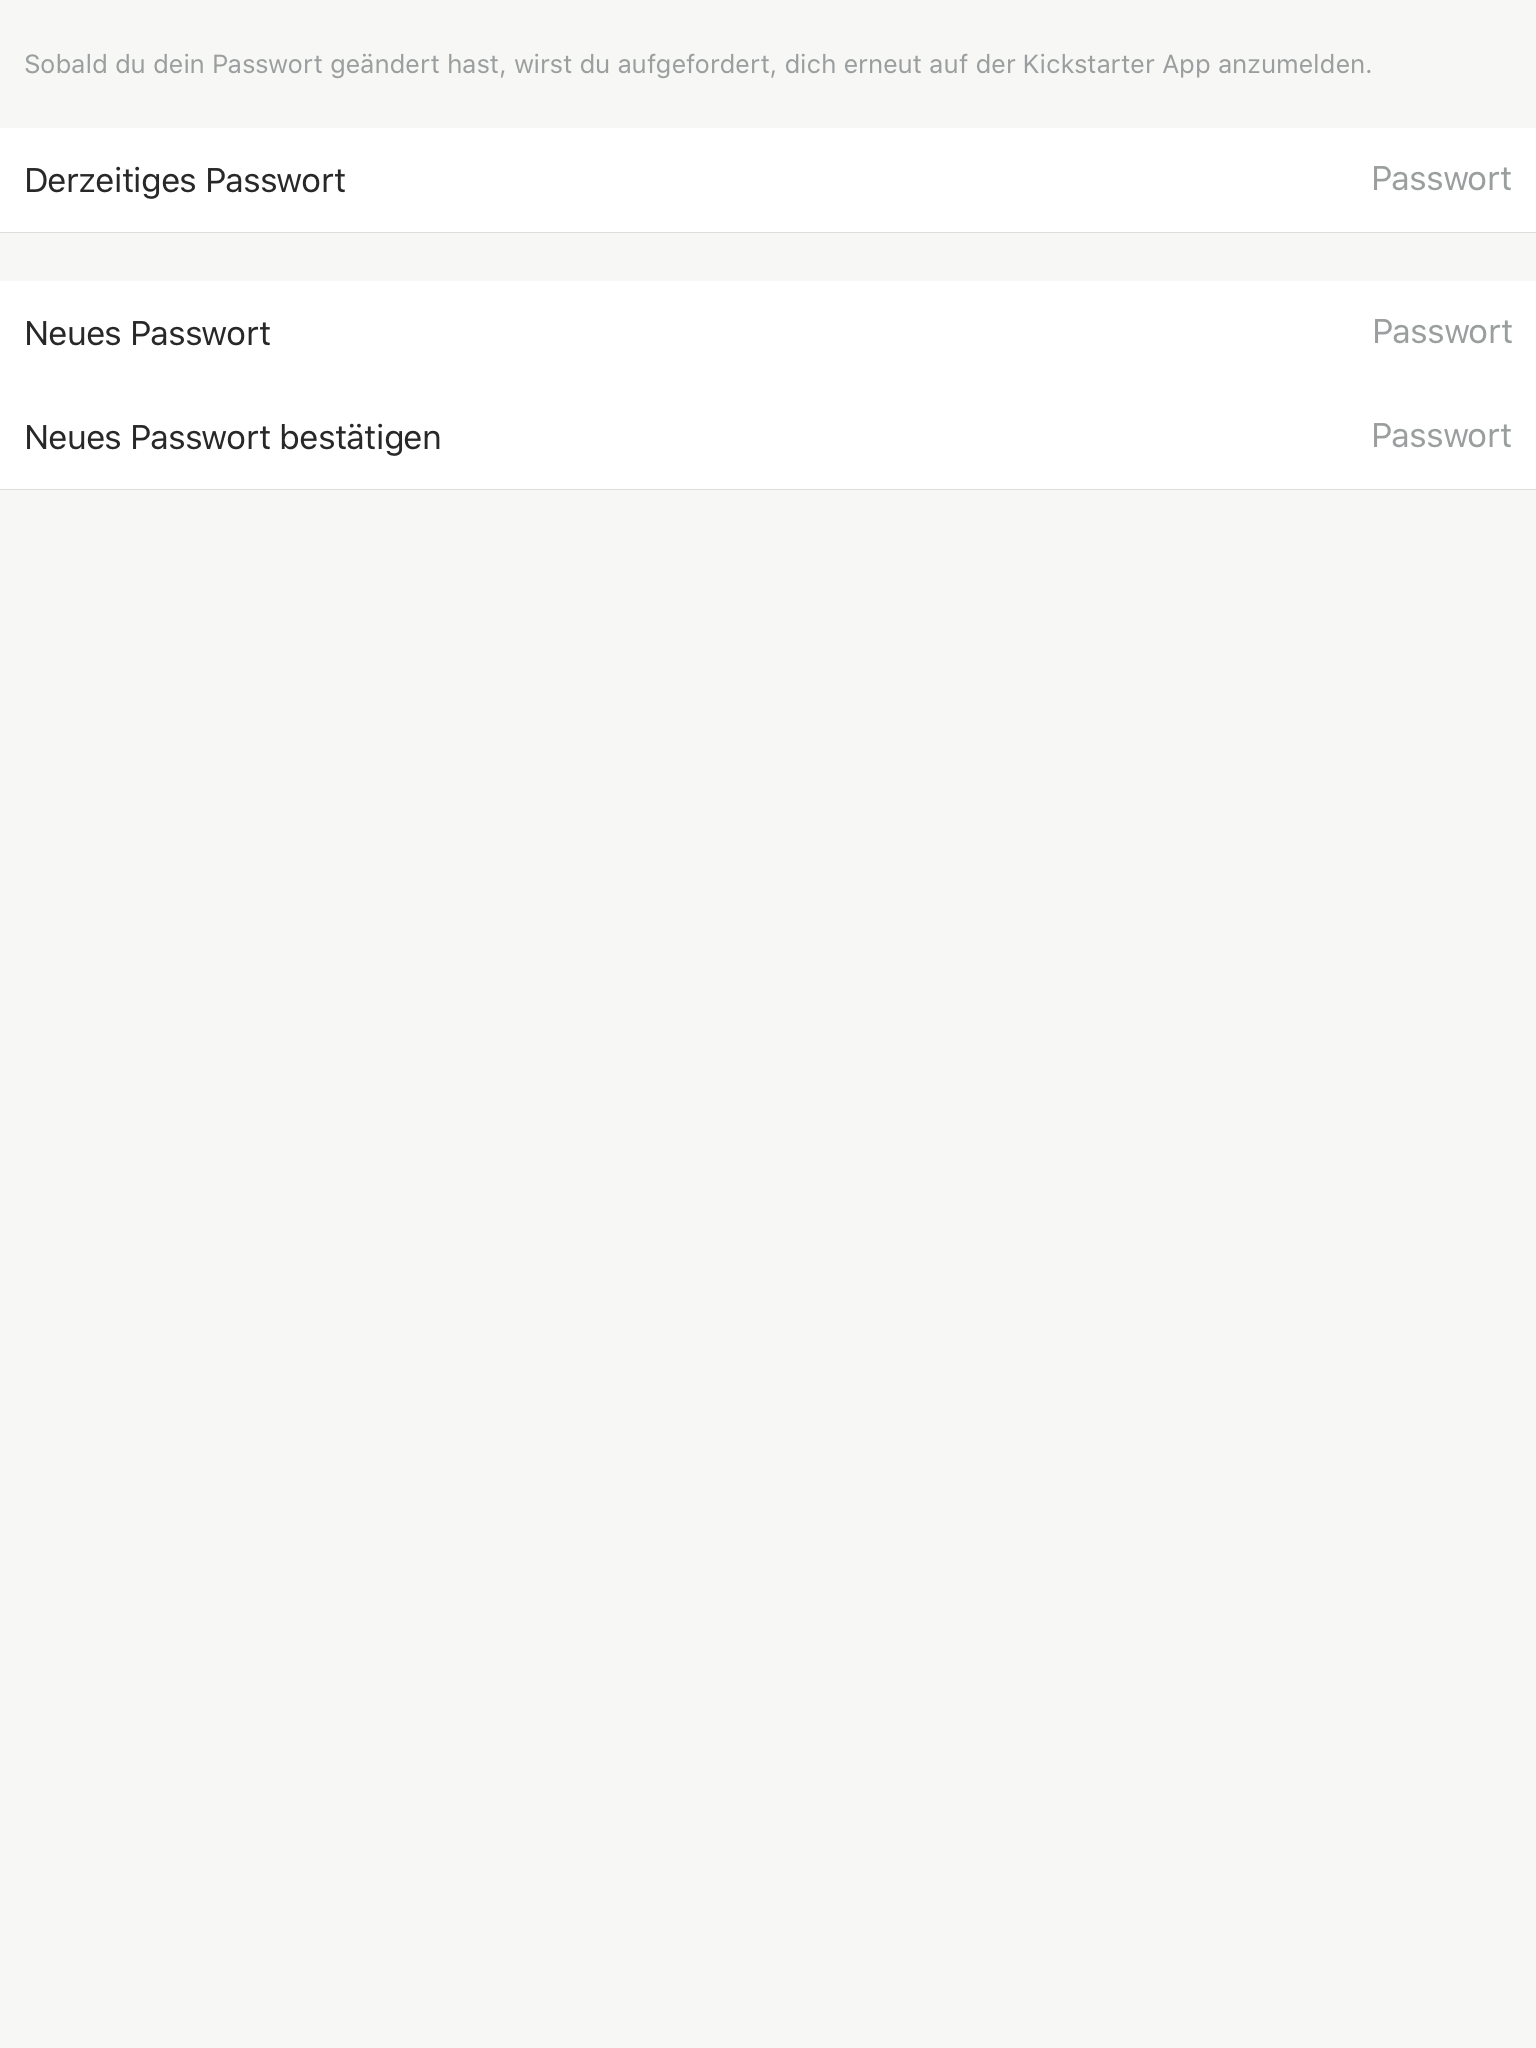 Sobald du dein Passwort geändert hast, wirst du aufgefordert, dich erneut auf der Kickstarter App anzumelden.
Derzeitiges Passwort Passwort
Neues Passwort Passwort
Neues Passwort bestätigen Passwort